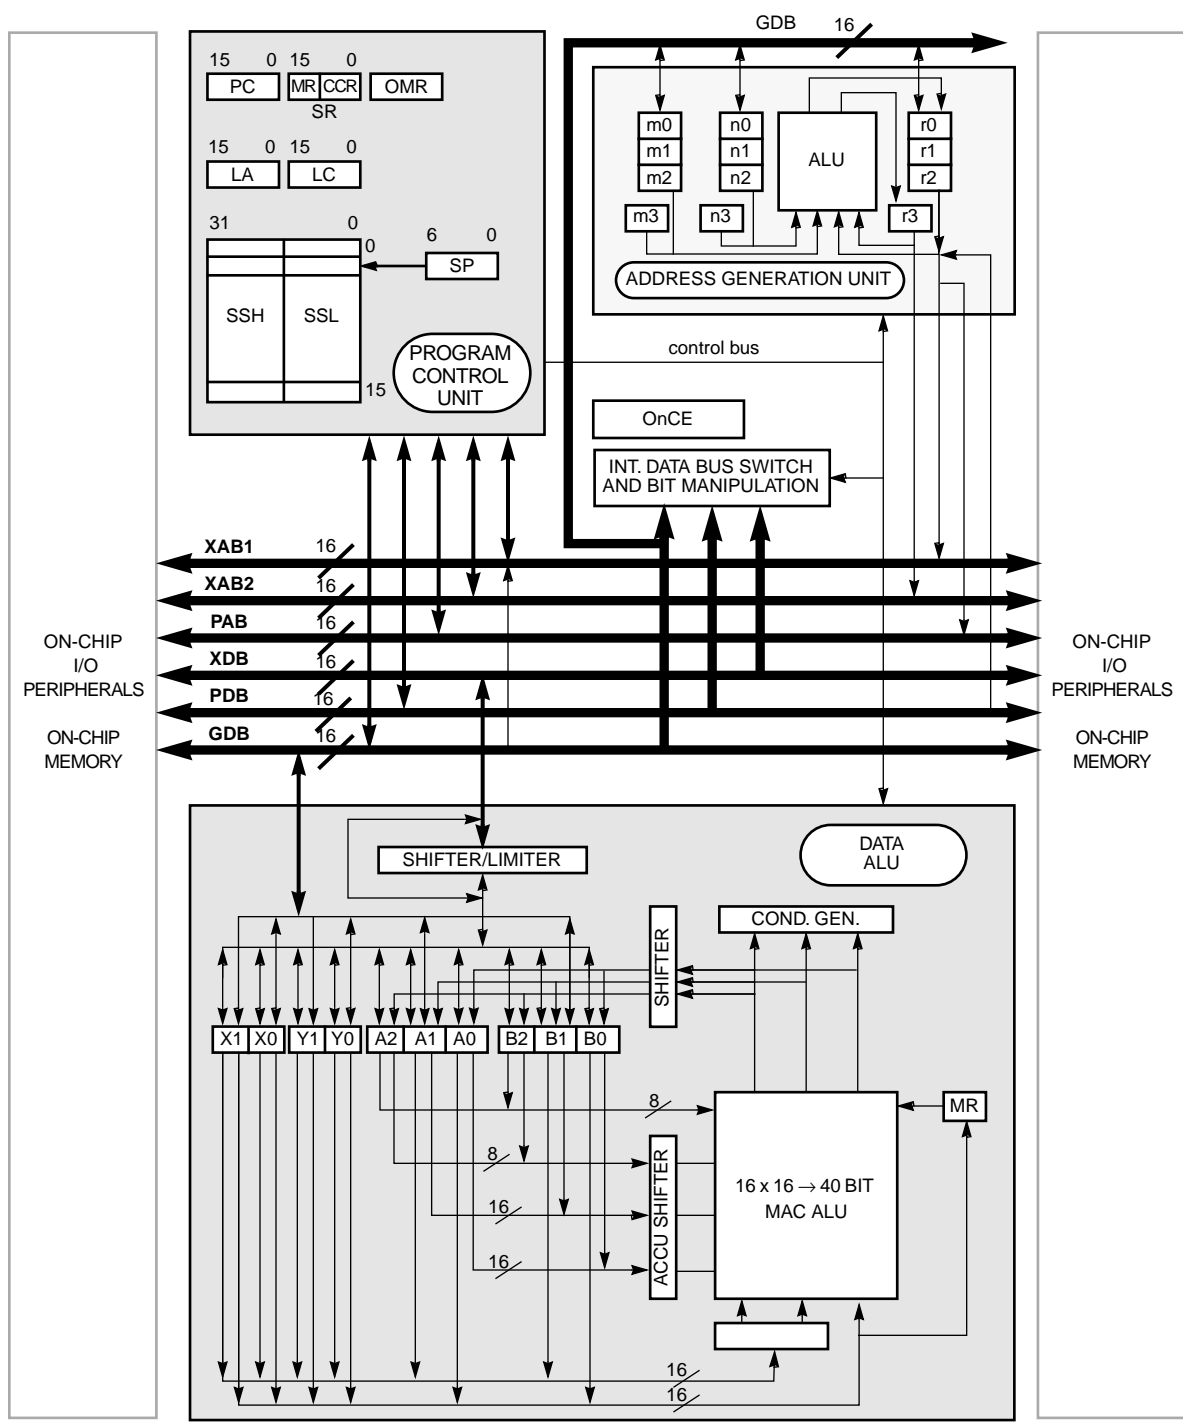 GDB 16
15 0 15 0
PC MR CCR OMR
SR
15 0 15 0
LA LC
31 0
0
6 0
SP
SSH SSL
15
PROGRAM
CONTROL
UNIT
m0 n0 r0
m1 n1 ALU r1
m2 n2 r2
m3 n3 r3
ADDRESS GENERATION UNIT
control bus
OnCE
INT. DATA BUS SWITCH
AND BIT MANIPULATION
XAB1 16
XAB2 16
PAB 16
XDB 16
PDB 16
GDB 16
ON-CHIP
I/O
PERIPHERALS
ON-CHIP
MEMORY
ON-CHIP
I/O
PERIPHERALS
ON-CHIP
MEMORY
SHIFTER/LIMITER
DATA
ALU
COND. GEN.
SHIFTER
X1 X0 Y1 Y0 A2 A1 A0 B2 B1 B0
8
MR
8
ACCU SHIFTER
16 x 16 → 40 BIT
MAC ALU
16
16
16
16